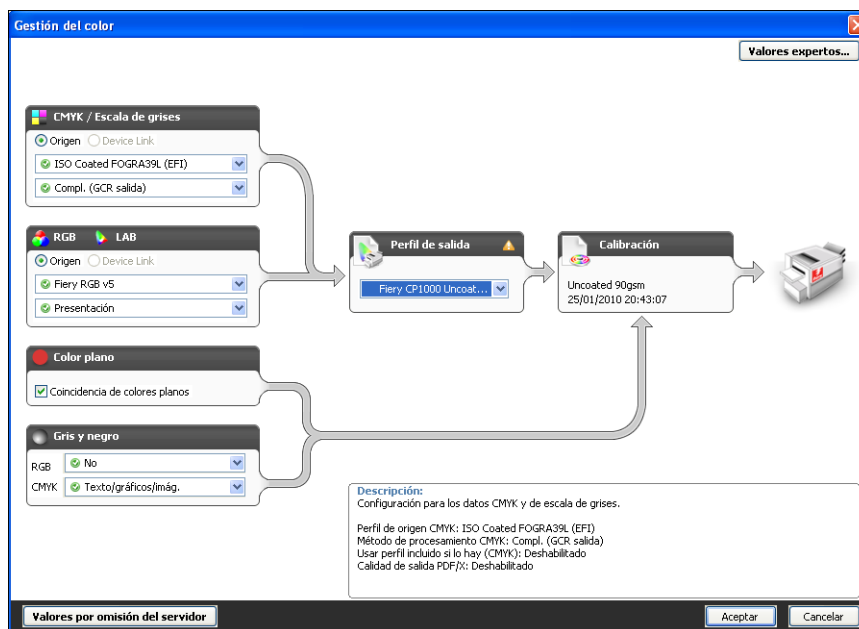 Gestión del color
Valores expertos...
CMYK / Escala de grises
Origen Device Link
ISO Coated FOGRA39L (EFI)
Compl. (GCR salida)
RGB LAB
Origen Device Link
Fiery RGB v5
Presentación
Perfil de salida
Fiery CP1000 Uncoat...
Calibración
Uncoated 90gsm
25/01/2010 20:43:07
Color plano
Coincidencia de colores planos
Gris y negro
RGB No
CMYK Texto/gráficos/imág.
Descripción:
Configuración para los datos CMYK y de escala de grises.
Perfil de origen CMYK: ISO Coated FOGRA39L (EFI)
Método de procesamiento CMYK: Compl. (GCR salida)
Usar perfil incluido si lo hay (CMYK): Deshabilitado
Calidad de salida PDF/X: Deshabilitado
Valores por omisión del servidor
Aceptar
Cancelar